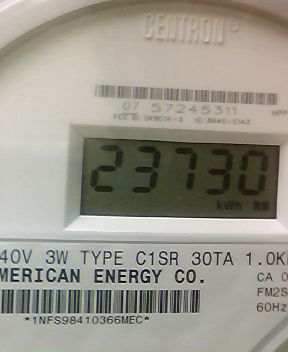 CENTRON®
07 57245311
23730
kWh
40V 3W TYPE C1SR 30TA 1.0K
MERICAN ENERGY CO.
CA 0
FM2S
60Hz
*1NFS98410366MEC*